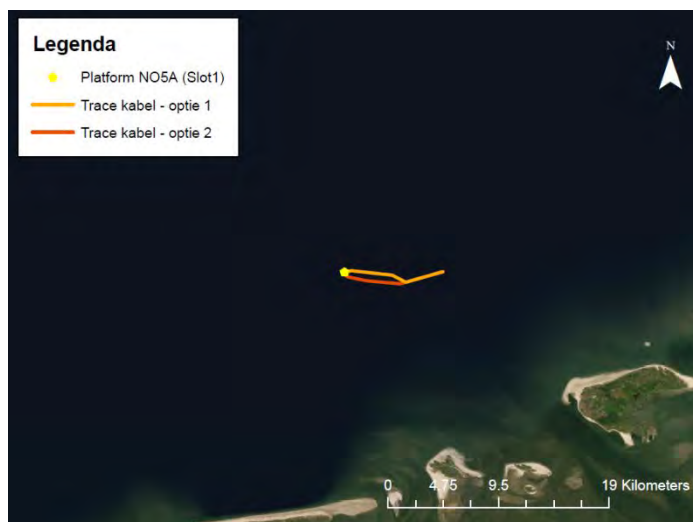 Legenda
N
Platform NO5A (Slot1)
Trace kabel - optie 1
Trace kabel - optie 2
0 4.75 9.5 19 Kilometers